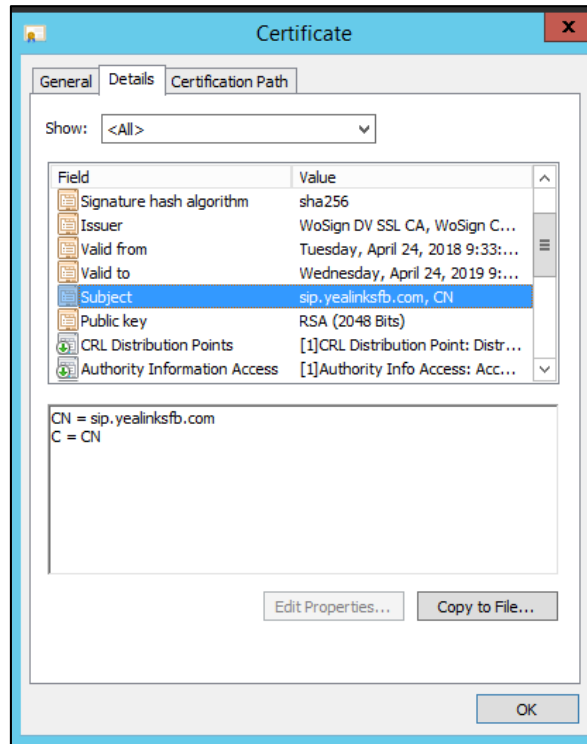 Certificate
x
General Details Certification Path
Show: <All>
Field Value
Signature hash algorithm sha256
Issuer WoSign DV SSL CA, WoSign C...
Valid from Tuesday, April 24, 2018 9:33:...
Valid to Wednesday, April 24, 2019 9:...
Subject sip.yealinksfb.com, CN
Public key RSA (2048 Bits)
CRL Distribution Points [1]CRL Distribution Point: Distr...
Authority Information Access [1]Authority Info Access: Acc...
CN = sip.yealinksfb.com
C = CN
Edit Properties... Copy to File...
OK